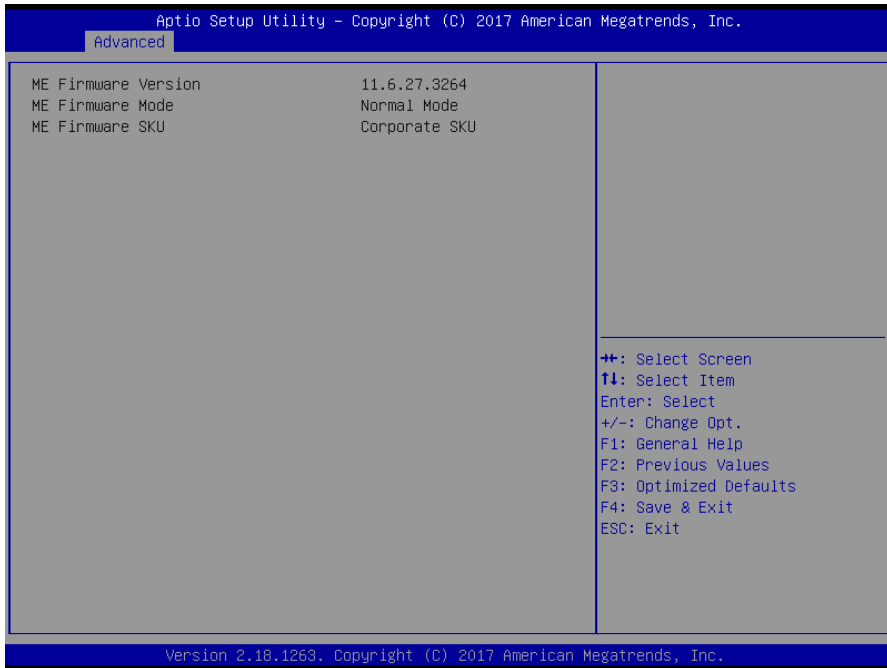 Aptio Setup Utility – Copyright (C) 2017 American Megatrends, Inc.
Advanced
ME Firmware Version 11.6.27.3264
ME Firmware Mode Normal Mode
ME Firmware SKU Corporate SKU
→←: Select Screen
↑↓: Select Item
Enter: Select
+/-: Change Opt.
F1: General Help
F2: Previous Values
F3: Optimized Defaults
F4: Save & Exit
ESC: Exit
Version 2.18.1263. Copyright (C) 2017 American Megatrends, Inc.